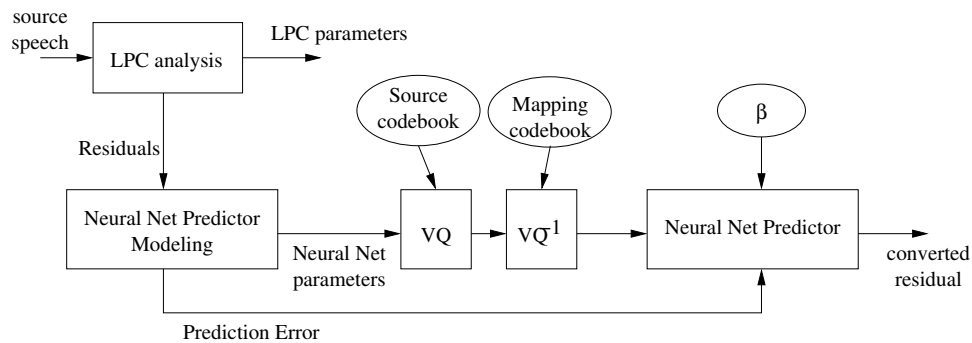 source
speech
LPC analysis
LPC parameters
Residuals
Source
codebook
Mapping
codebook
β
Neural Net Predictor
Modeling
Neural Net
parameters
VQ
VQ⁻¹
Neural Net Predictor
converted
residual
Prediction Error